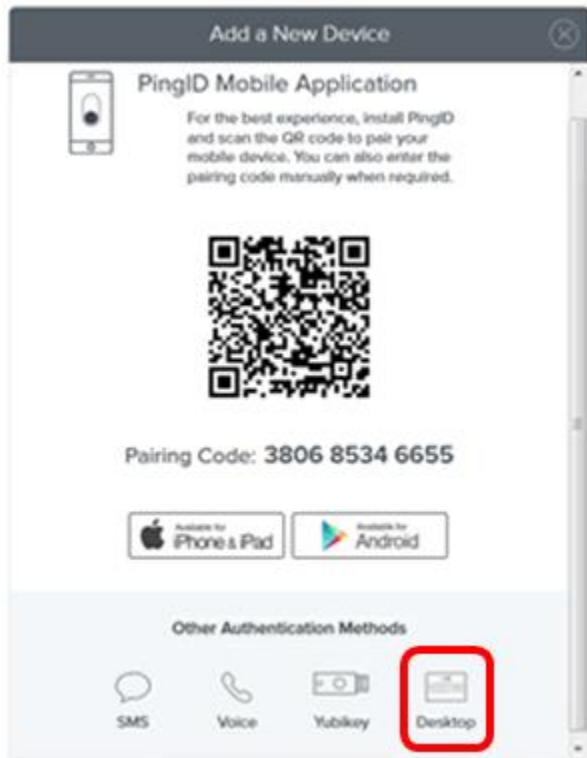 Add a New Device
PingID Mobile Application
For the best experience, install PingID
and scan the QR code to pair your
mobile device. You can also enter the
pairing code manually when required.
Pairing Code: 3806 8534 6655
Available for
iPhone & iPad
Available for
Android
Other Authentication Methods
SMS
Voice
Yubikey
Desktop